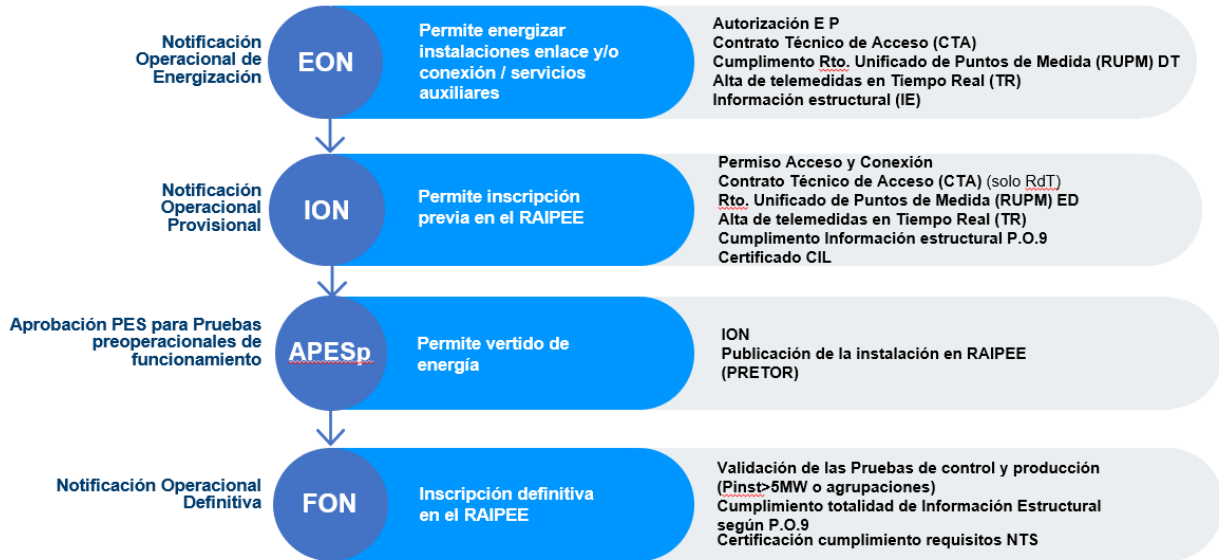 Notificación
Operacional de
Energización
EON
Permite energizar
instalaciones enlace y/o
conexión / servicios
auxiliares
Autorización E P
Contrato Técnico de Acceso (CTA)
Cumplimento Rto. Unificado de Puntos de Medida (RUPM) DT
Alta de telemedidas en Tiempo Real (TR)
Información estructural (IE)
Notificación
Operacional
Provisional
ION
Permite inscripción
previa en el RAIPEE
Permiso Acceso y Conexión
Contrato Técnico de Acceso (CTA) (solo RdT)
Rto. Unificado de Puntos de Medida (RUPM) ED
Alta de telemedidas en Tiempo Real (TR)
Cumplimento Información estructural P.O.9
Certificado CIL
Aprobación PES para Pruebas
preoperacionales de
funcionamiento
APESp
Permite vertido de
energía
ION
Publicación de la instalación en RAIPEE
(PRETOR)
Notificación Operacional
Definitiva
FON
Inscripción definitiva
en el RAIPEE
Validación de las Pruebas de control y producción
(Pinst>5MW o agrupaciones)
Cumplimiento totalidad de Información Estructural
según P.O.9
Certificación cumplimiento requisitos NTS